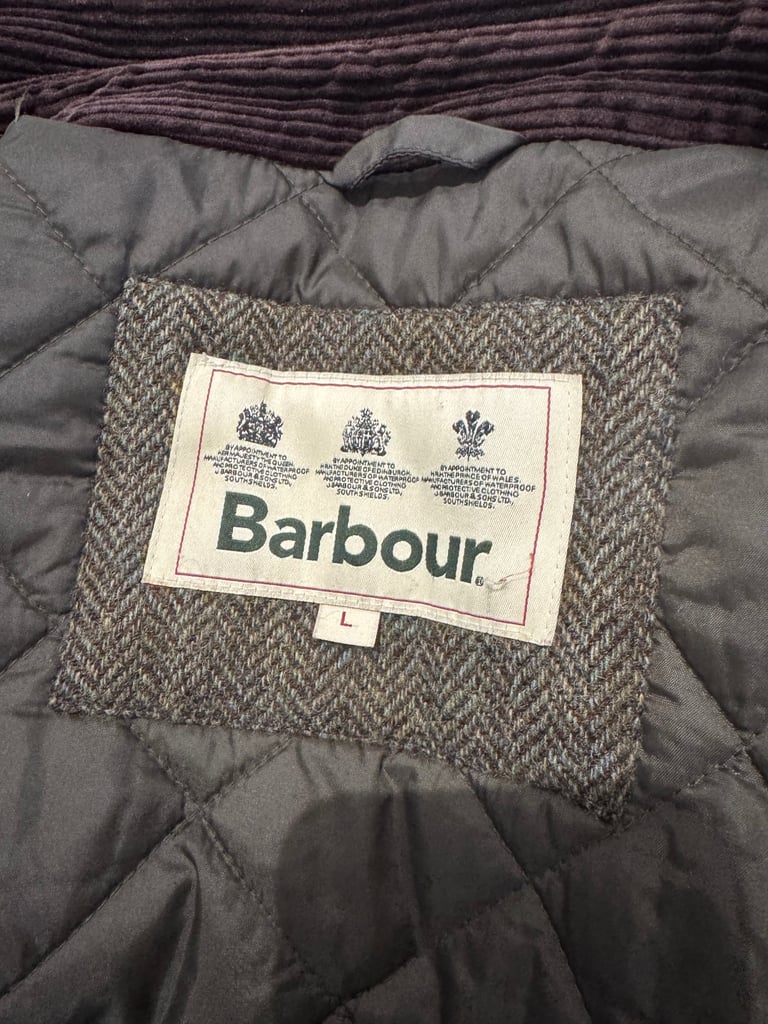 BY APPOINTMENT TO
HER MAJESTY THE QUEEN
MANUFACTURERS OF WATERPROOF
AND PROTECTIVE CLOTHING
J.BARBOUR & SONS LTD.,
SOUTH SHIELDS.
BY APPOINTMENT TO
H.R.H. THE DUKE OF EDINBURGH
MANUFACTURERS OF WATERPROOF
AND PROTECTIVE CLOTHING
J.BARBOUR & SONS LTD.,
SOUTH SHIELDS.
BY APPOINTMENT TO
H.R.H. THE PRINCE OF WALES
MANUFACTURERS OF WATERPROOF
AND PROTECTIVE CLOTHING
J.BARBOUR & SONS LTD.,
SOUTH SHIELDS.
Barbour®
L